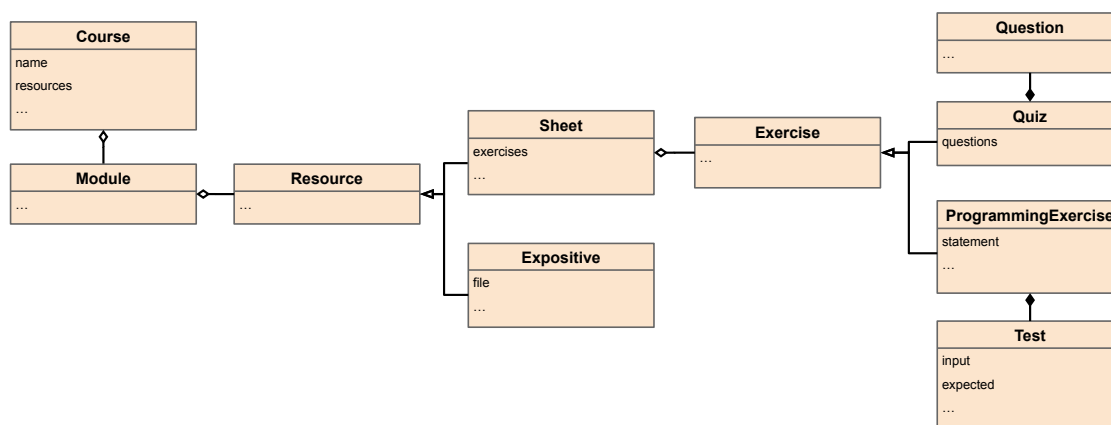 Course
name
resources
…
Module
…
Resource
…
Sheet
exercises
…
Expositive
file
…
Exercise
…
Question
…
Quiz
questions
ProgrammingExercise
statement
…
Test
input
expected
…